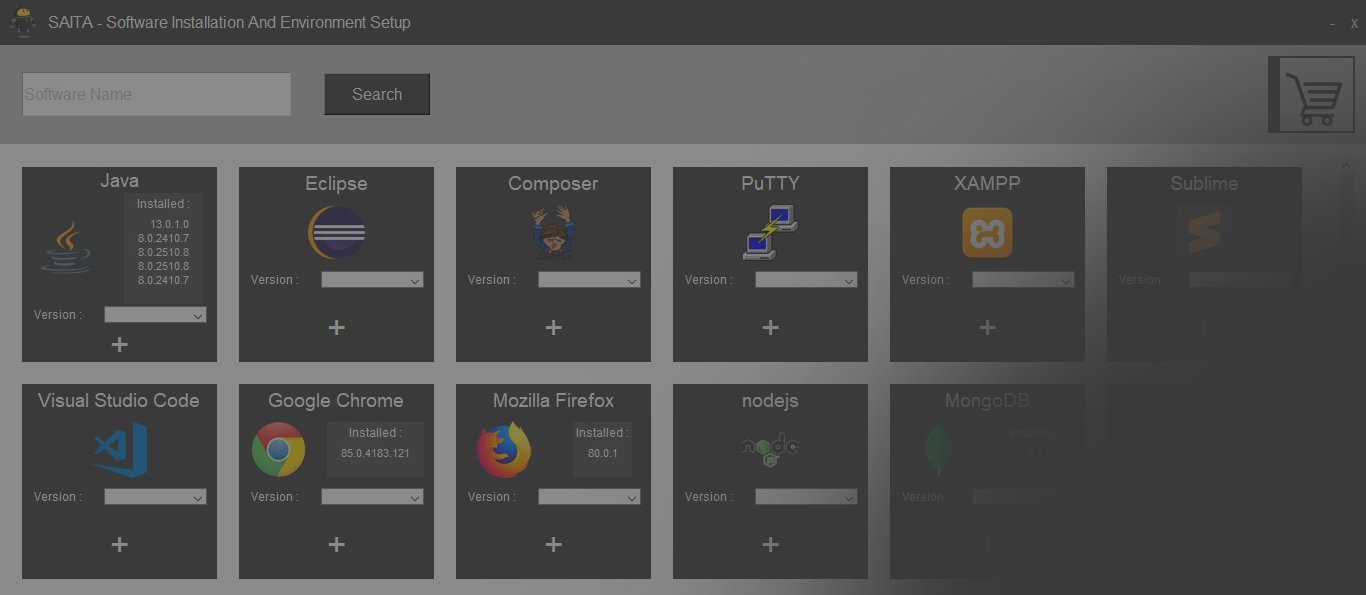 SAITA - Software Installation And Environment Setup
- X
Software Name
Search
Java
Installed :
13.0.1.0
8.0.2410.7
8.0.2510.8
8.0.2510.8
8.0.2410.7
Version :
+
Eclipse
Version :
+
Composer
Version :
+
PuTTY
Version :
+
XAMPP
Version :
+
Sublime
Version
+
Visual Studio Code
Version :
+
Google Chrome
Installed :
85.0.4183.121
Version :
+
Mozilla Firefox
Installed :
80.0.1
Version :
+
nodejs
Version :
+
MongoDB
Installed
Version